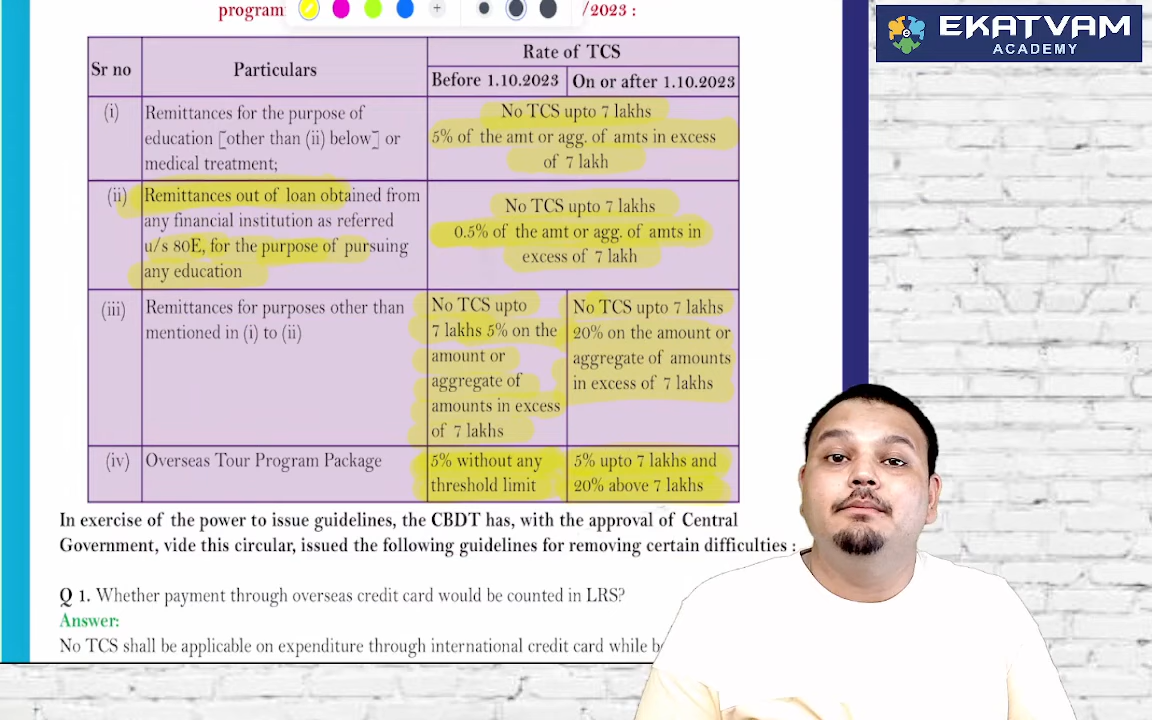 program /2023 :
EKATVAM
ACADEMY
Sr no
Particulars
Rate of TCS
Before 1.10.2023
On or after 1.10.2023
(i)
Remittances for the purpose of
education [other than (ii) below] or
medical treatment;
No TCS upto 7 lakhs
5% of the amt or agg. of amts in excess
of 7 lakh
(ii)
Remittances out of loan obtained from
any financial institution as referred
u/s 80E, for the purpose of pursuing
any education
No TCS upto 7 lakhs
0.5% of the amt or agg. of amts in
excess of 7 lakh
(iii)
Remittances for purposes other than
mentioned in (i) to (ii)
No TCS upto
7 lakhs 5% on the
amount or
aggregate of
amounts in excess
of 7 lakhs
No TCS upto 7 lakhs
20% on the amount or
aggregate of amounts
in excess of 7 lakhs
(iv)
Overseas Tour Program Package
5% without any
threshold limit
5% upto 7 lakhs and
20% above 7 lakhs
In exercise of the power to issue guidelines, the CBDT has, with the approval of Central
Government, vide this circular, issued the following guidelines for removing certain difficulties :
Q 1. Whether payment through overseas credit card would be counted in LRS?
Answer:
No TCS shall be applicable on expenditure through international credit card while